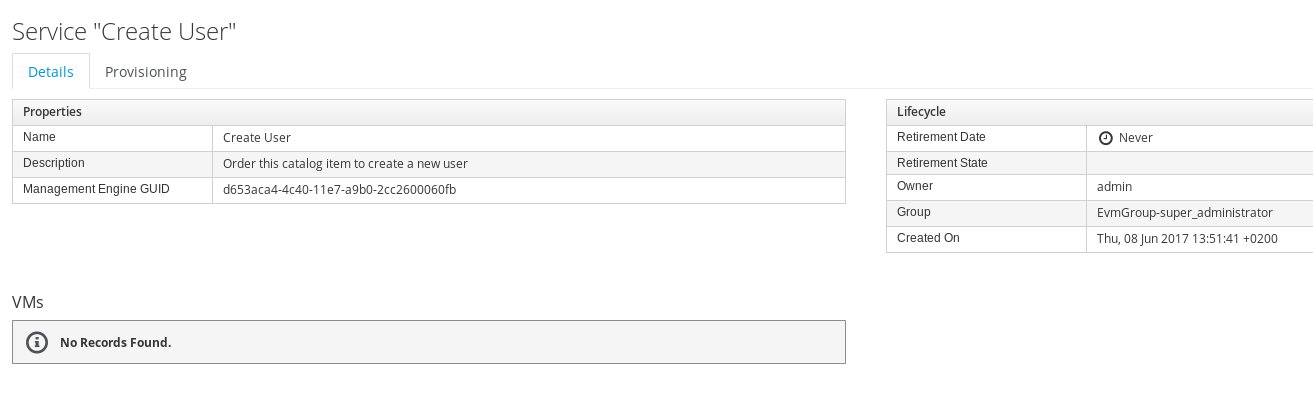 Service "Create User"
Details Provisioning
Properties
Name Create User
Description Order this catalog item to create a new user
Management Engine GUID d653aca4-4c40-11e7-a9b0-2cc2600060fb
Lifecycle
Retirement Date Never
Retirement State
Owner admin
Group EvmGroup-super_administrator
Created On Thu, 08 Jun 2017 13:51:41 +0200
VMs
No Records Found.